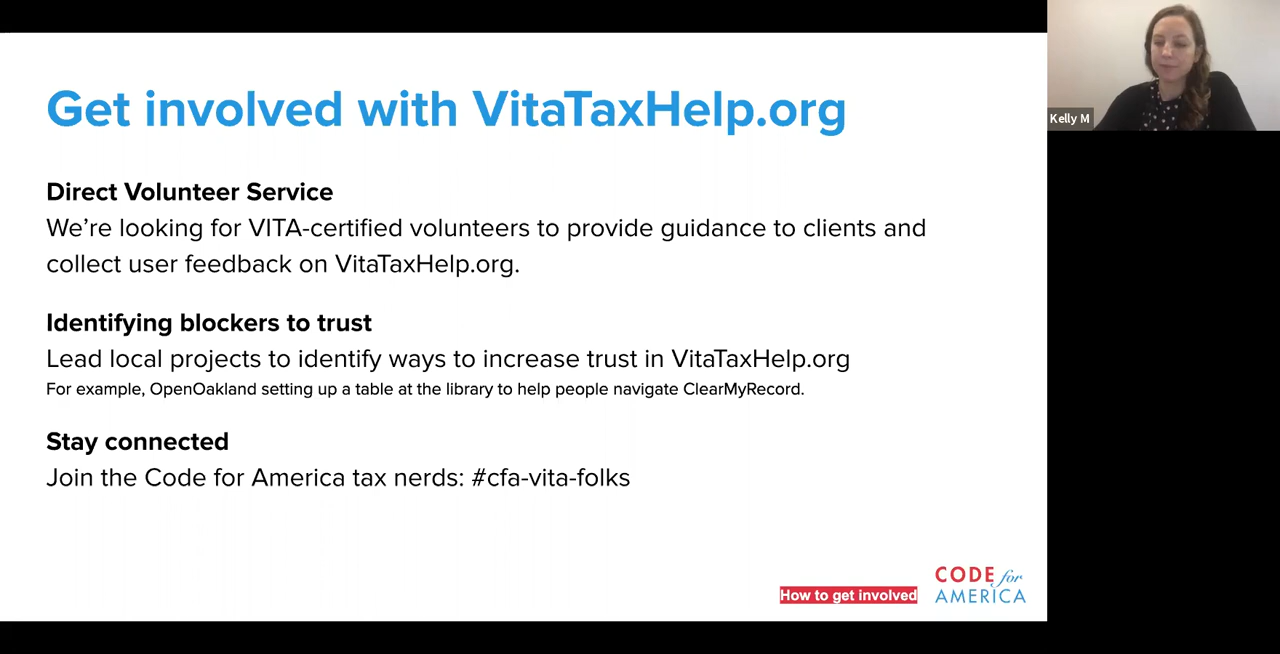 Get involved with VitaTaxHelp.org
Direct Volunteer Service
We’re looking for VITA-certified volunteers to provide guidance to clients and
collect user feedback on VitaTaxHelp.org.
Identifying blockers to trust
Lead local projects to identify ways to increase trust in VitaTaxHelp.org
For example, OpenOakland setting up a table at the library to help people navigate ClearMyRecord.
Stay connected
Join the Code for America tax nerds: #cfa-vita-folks
How to get involved
CODE for
AMERICA
Kelly M